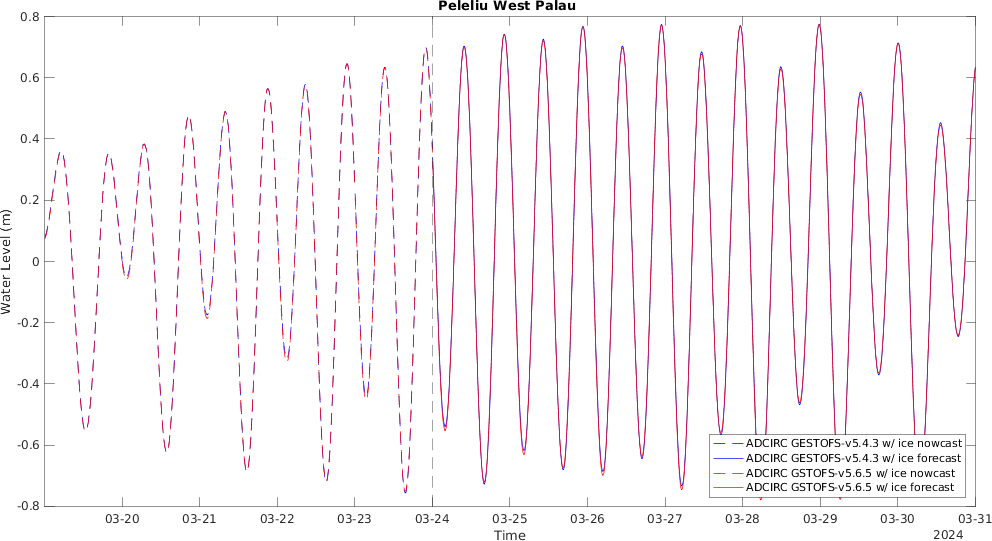 Peleliu West Palau
0.8
0.6
0.4
0.2
0
-0.2
-0.4
-0.6
-0.8
Water Level (m)
ADCIRC GESTOFS-v5.4.3 w/ ice nowcast
ADCIRC GESTOFS-v5.4.3 w/ ice forecast
ADCIRC GSTOFS-v5.6.5 w/ ice nowcast
ADCIRC GSTOFS-v5.6.5 w/ ice forecast
03-20 03-21 03-22 03-23 03-24 03-25 03-26 03-27 03-28 03-29 03-30 03-31
Time
2024